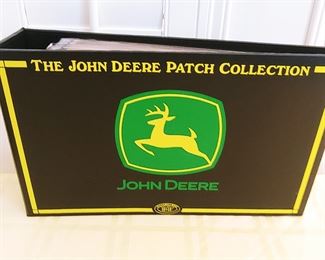 THE JOHN DEERE PATCH COLLECTION
JOHN DEERE